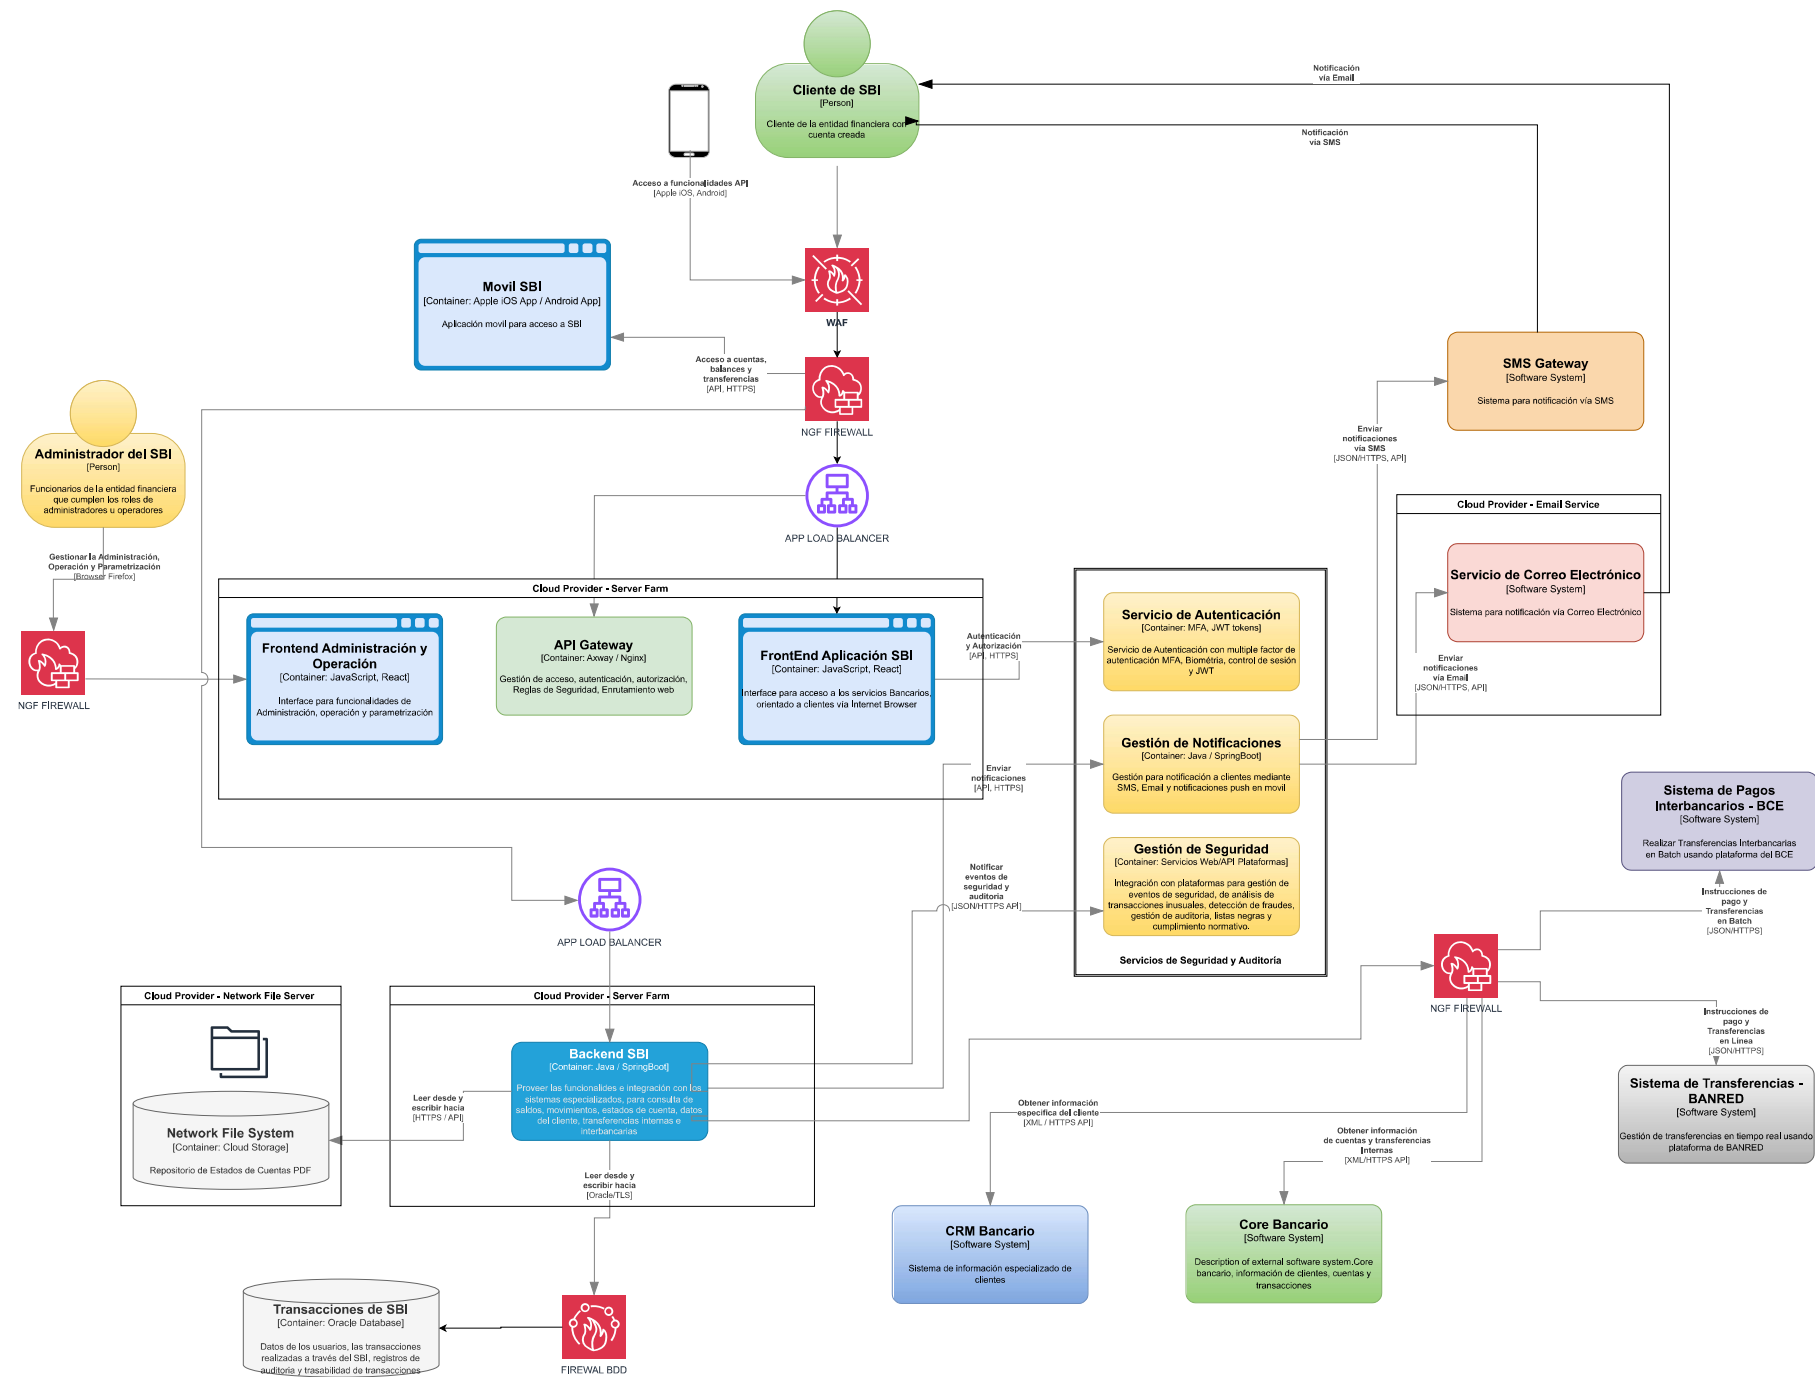 Cliente de SBI
[Person]
Cliente de la entidad financiera con
cuenta creada
Notificación
vía Email
Notificación
vía SMS
Acceso a funcionalidades API
[Apple iOS, Android]
WAF
Movil SBI
[Container: Apple iOS App / Android App]
Aplicación movil para acceso a SBI
Acceso a cuentas,
balances y
transferencias
[API, HTTPS]
NGF FIREWALL
SMS Gateway
[Software System]
Sistema para notificación vía SMS
Enviar
notificaciones
vía SMS
[JSON/HTTPS, API]
Administrador del SBI
[Person]
Funcionarios de la entidad financiera
que cumplen los roles de
administradores u operadores
Gestionar la Administración,
Operación y Parametrización
[Browser Firefox]
NGF FIREWALL
APP LOAD BALANCER
Cloud Provider - Email Service
Servicio de Correo Electrónico
[Software System]
Sistema para notificación vía Correo Electrónico
Enviar
notificaciones
vía Email
[JSON/HTTPS, API]
Cloud Provider - Server Farm
Frontend Administración y
Operación
[Container: JavaScript, React]
Interface para funcionalidades de
Administración, operación y parametrización
API Gateway
[Container: Axway / Nginx]
Gestión de acceso, autenticación, autorización,
Reglas de Seguridad, Enrutamiento web
FrontEnd Aplicación SBI
[Container: JavaScript, React]
Interface para acceso a los servicios Bancarios,
orientado a clientes via Internet Browser
Autenticación
y Autorización
[API, HTTPS]
Servicio de Autenticación
[Container: MFA, JWT tokens]
Servicio de Autenticación con multiple factor de
autenticación MFA, Biométria, control de sesión
y JWT
Gestión de Notificaciones
[Container: Java / SpringBoot]
Gestión para notificación a clientes mediante
SMS, Email y notificaciones push en movil
Enviar
notificaciones
[API, HTTPS]
Gestión de Seguridad
[Container: Servicios Web/API Plataformas]
Integración con plataformas para gestión de
eventos de seguridad, de análisis de
transacciones inusuales, detección de fraudes,
gestión de auditoria, listas negras y
cumplimiento normativo.
Servicios de Seguridad y Auditoría
Notificar
eventos de
seguridad y
auditoria
[JSON/HTTPS API]
Sistema de Pagos
Interbancarios - BCE
[Software System]
Realizar Transferencias Interbancarias
en Batch usando plataforma del BCE
Instrucciones de
pago y
Transferencias
en Batch
[JSON/HTTPS]
NGF FIREWALL
Instrucciones de
pago y
Transferencias
en Linea
[JSON/HTTPS]
Sistema de Transferencias -
BANRED
[Software System]
Gestión de transferencias en tiempo real usando
plataforma de BANRED
APP LOAD BALANCER
Cloud Provider - Network File Server
Network File System
[Container: Cloud Storage]
Repositorio de Estados de Cuentas PDF
Leer desde y
escribir hacia
[HTTPS / API]
Cloud Provider - Server Farm
Backend SBI
[Container: Java / SpringBoot]
Proveer las funcionalides e integración con los
sistemas especializados, para consulta de
saldos, movimientos, estados de cuenta, datos
del cliente, transferencias internas e
interbancarias
Leer desde y
escribir hacia
[Oracle/TLS]
Obtener información
especifica del cliente
[XML / HTTPS API]
Obtener información
de cuentas y transferencias
Internas
[XML/HTTPS API]
CRM Bancario
[Software System]
Sistema de información especializado de
clientes
Core Bancario
[Software System]
Description of external software system.Core
bancario, información de clientes, cuentas y
transacciones
Transacciones de SBI
[Container: Oracle Database]
Datos de los usuarios, las transacciones
realizadas a través del SBI, registros de
auditoria y trasabilidad de transacciones
FIREWAL BDD